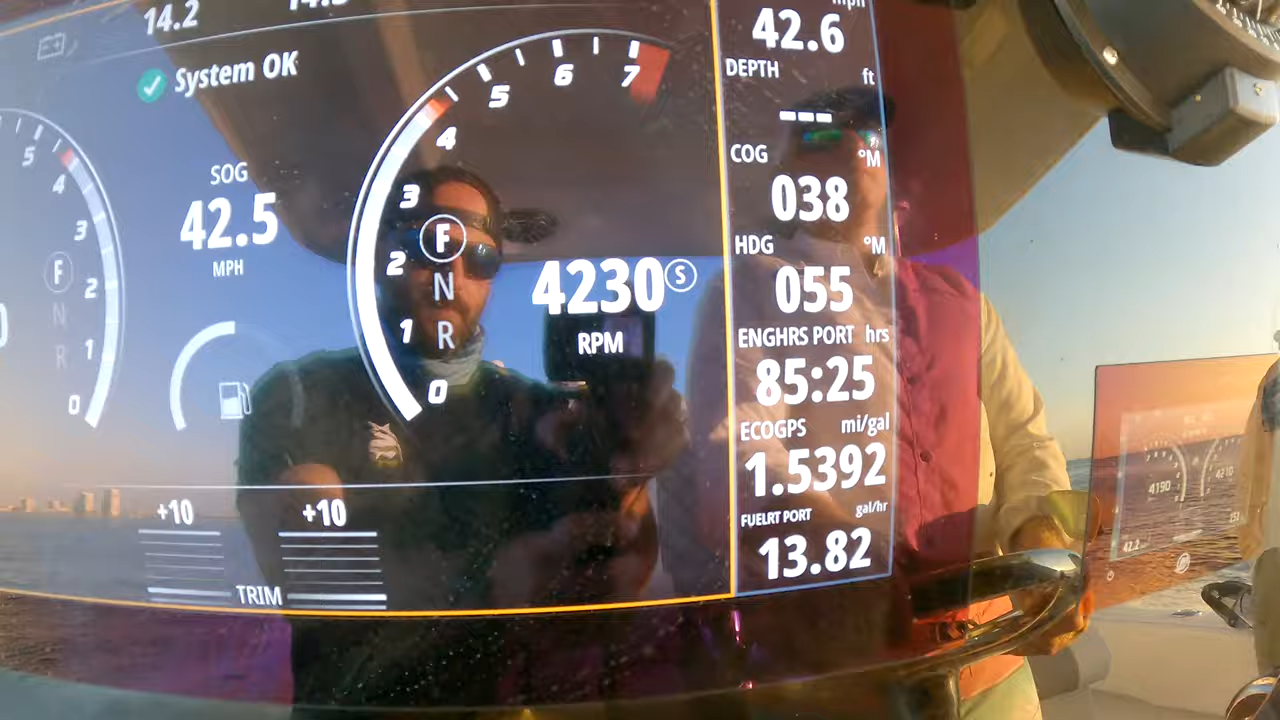 14.2
System OK
5
4
3
2
1
0
F
N
R
SOG
42.5
MPH
7
6
5
4
3
2
1
0
F
N
R
4230 S
RPM
+10
+10
TRIM
mph
42.6
DEPTH ft
---
COG °M
038
HDG °M
055
ENGHRS PORT hrs
85:25
ECOGPS mi/gal
1.5392
FUELRT PORT gal/hr
13.82
4190
4210
42.2